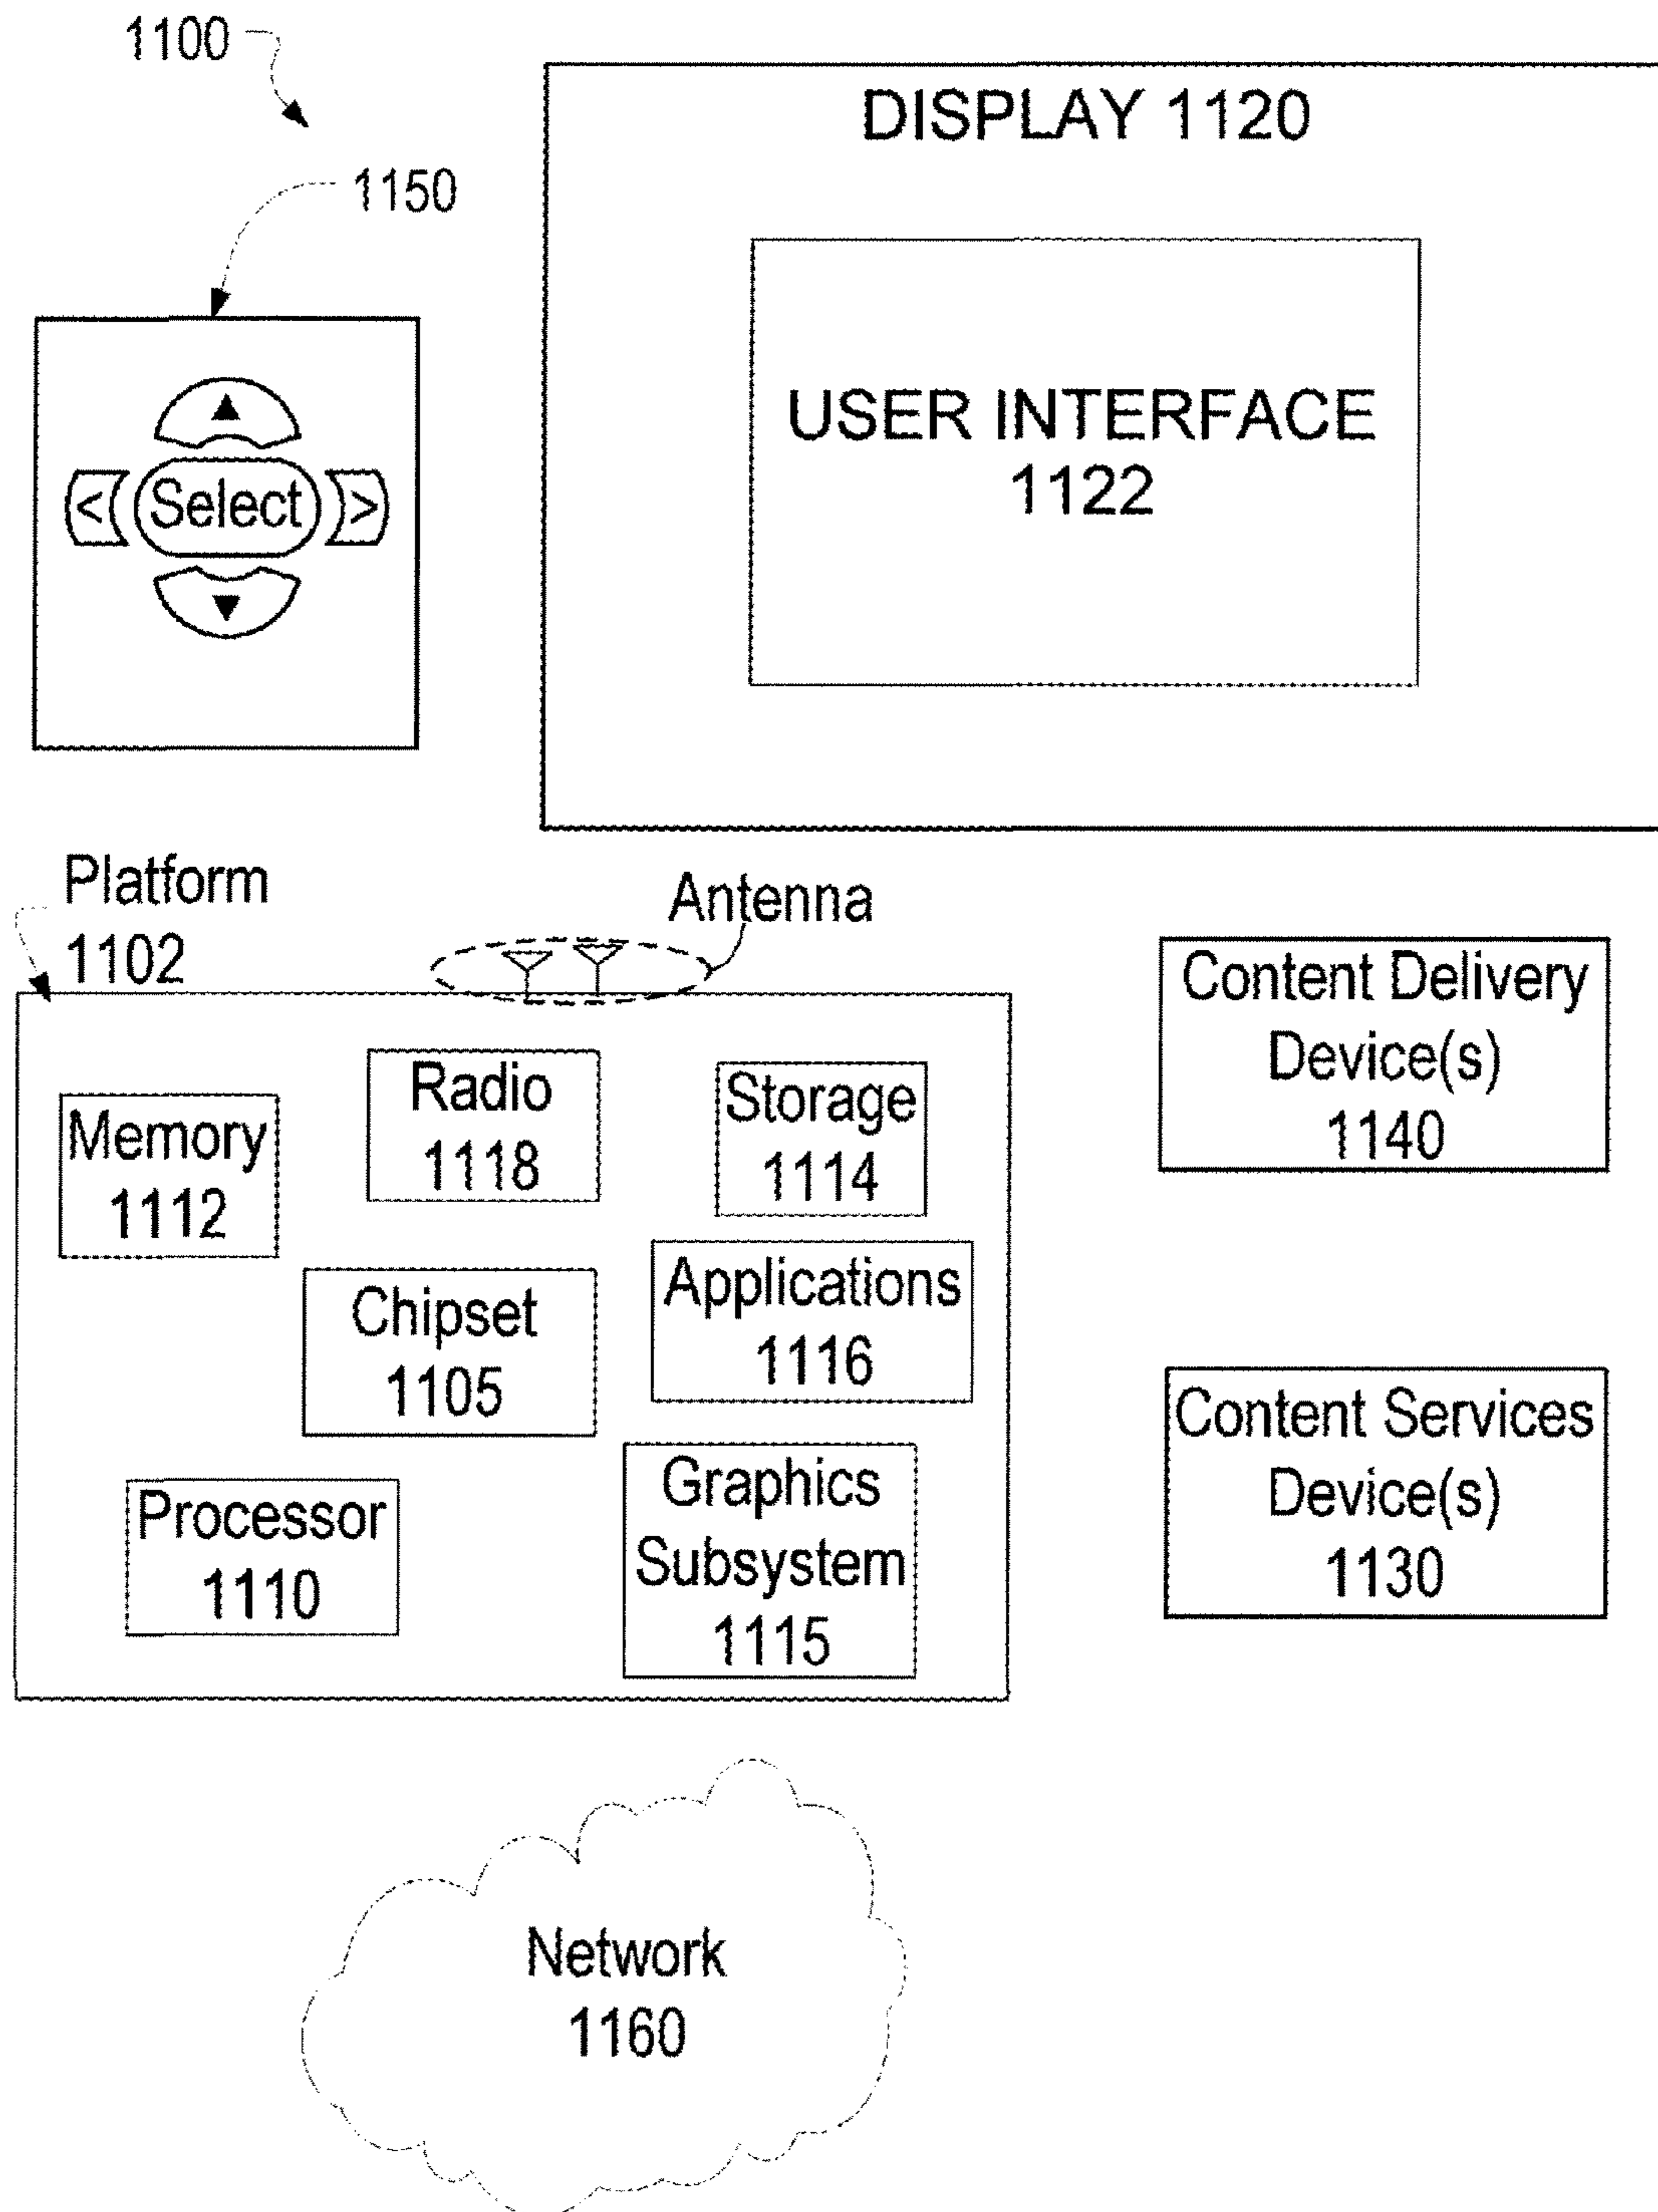 1100
DISPLAY 1120
1150
USER INTERFACE
1122
<
Select
>
Platform
1102
Antenna
Memory
1112
Radio
1118
Storage
1114
Chipset
1105
Applications
1116
Processor
1110
Graphics
Subsystem
1115
Content Delivery
Device(s)
1140
Content Services
Device(s)
1130
Network
1160